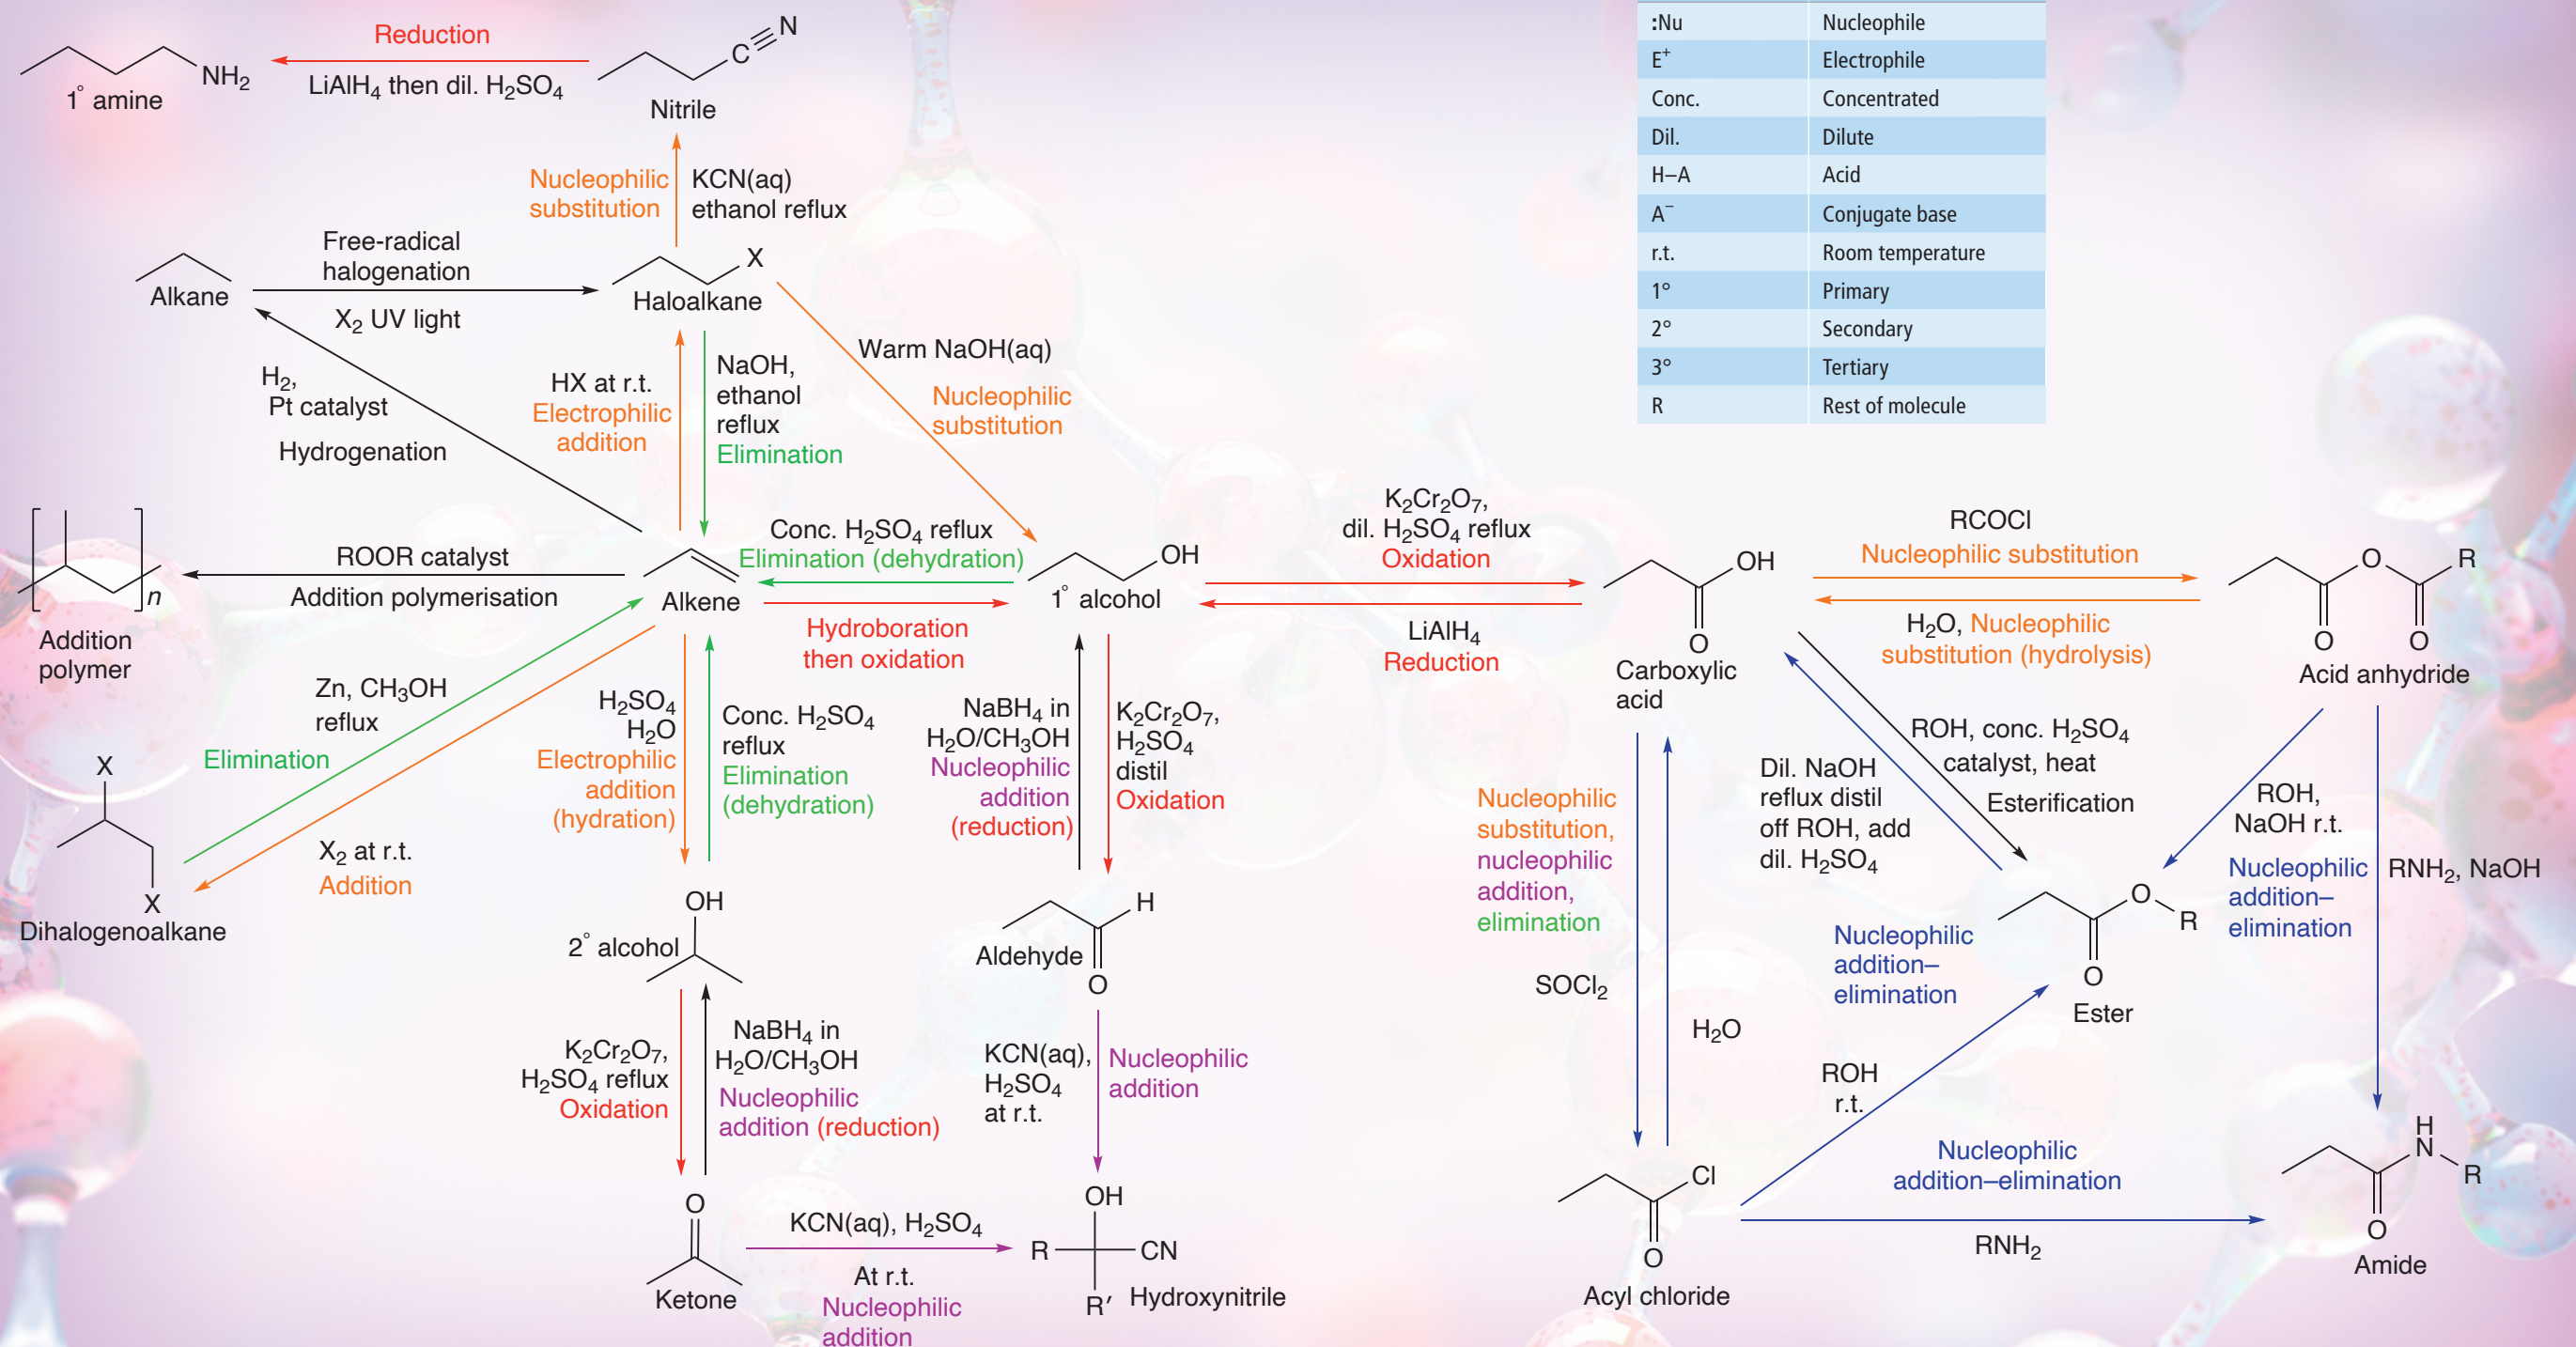 Reduction
LiAlH₄ then dil. H₂SO₄
NH₂
1° amine
C
N
Nitrile
Nucleophilic
substitution
KCN(aq)
ethanol reflux
Free-radical
halogenation
X₂ UV light
Alkane
X
Haloalkane
H₂,
Pt catalyst
Hydrogenation
HX at r.t.
Electrophilic
addition
NaOH,
ethanol
reflux
Elimination
Warm NaOH(aq)
Nucleophilic
substitution
:Nu Nucleophile
E⁺ Electrophile
Conc. Concentrated
Dil. Dilute
H–A Acid
A⁻ Conjugate base
r.t. Room temperature
1° Primary
2° Secondary
3° Tertiary
R Rest of molecule
n
Addition
polymer
ROOR catalyst
Addition polymerisation
Alkene
Conc. H₂SO₄ reflux
Elimination (dehydration)
Hydroboration
then oxidation
OH
1° alcohol
K₂Cr₂O₇,
dil. H₂SO₄ reflux
Oxidation
LiAlH₄
Reduction
OH
O
Carboxylic
acid
RCOCl
Nucleophilic substitution
H₂O, Nucleophilic
substitution (hydrolysis)
O
R
O
O
Acid anhydride
Zn, CH₃OH
reflux
Elimination
X₂ at r.t.
Addition
X
X
Dihalogenoalkane
H₂SO₄
H₂O
Electrophilic
addition
(hydration)
Conc. H₂SO₄
reflux
Elimination
(dehydration)
NaBH₄ in
H₂O/CH₃OH
Nucleophilic
addition
(reduction)
K₂Cr₂O₇,
H₂SO₄
distil
Oxidation
OH
2° alcohol
H
Aldehyde
O
K₂Cr₂O₇,
H₂SO₄ reflux
Oxidation
NaBH₄ in
H₂O/CH₃OH
Nucleophilic
addition (reduction)
KCN(aq),
H₂SO₄
at r.t.
Nucleophilic
addition
O
Ketone
KCN(aq), H₂SO₄
At r.t.
Nucleophilic
addition
OH
R
CN
R′
Hydroxynitrile
Nucleophilic
substitution,
nucleophilic
addition,
elimination
SOCl₂
H₂O
Dil. NaOH
reflux distil
off ROH, add
dil. H₂SO₄
ROH, conc. H₂SO₄
catalyst, heat
Esterification
ROH,
NaOH r.t.
Nucleophilic
addition–
elimination
RNH₂, NaOH
Nucleophilic
addition–
elimination
O
R
O
Ester
ROH
r.t.
Cl
O
Acyl chloride
Nucleophilic
addition–elimination
RNH₂
H
N
R
O
Amide